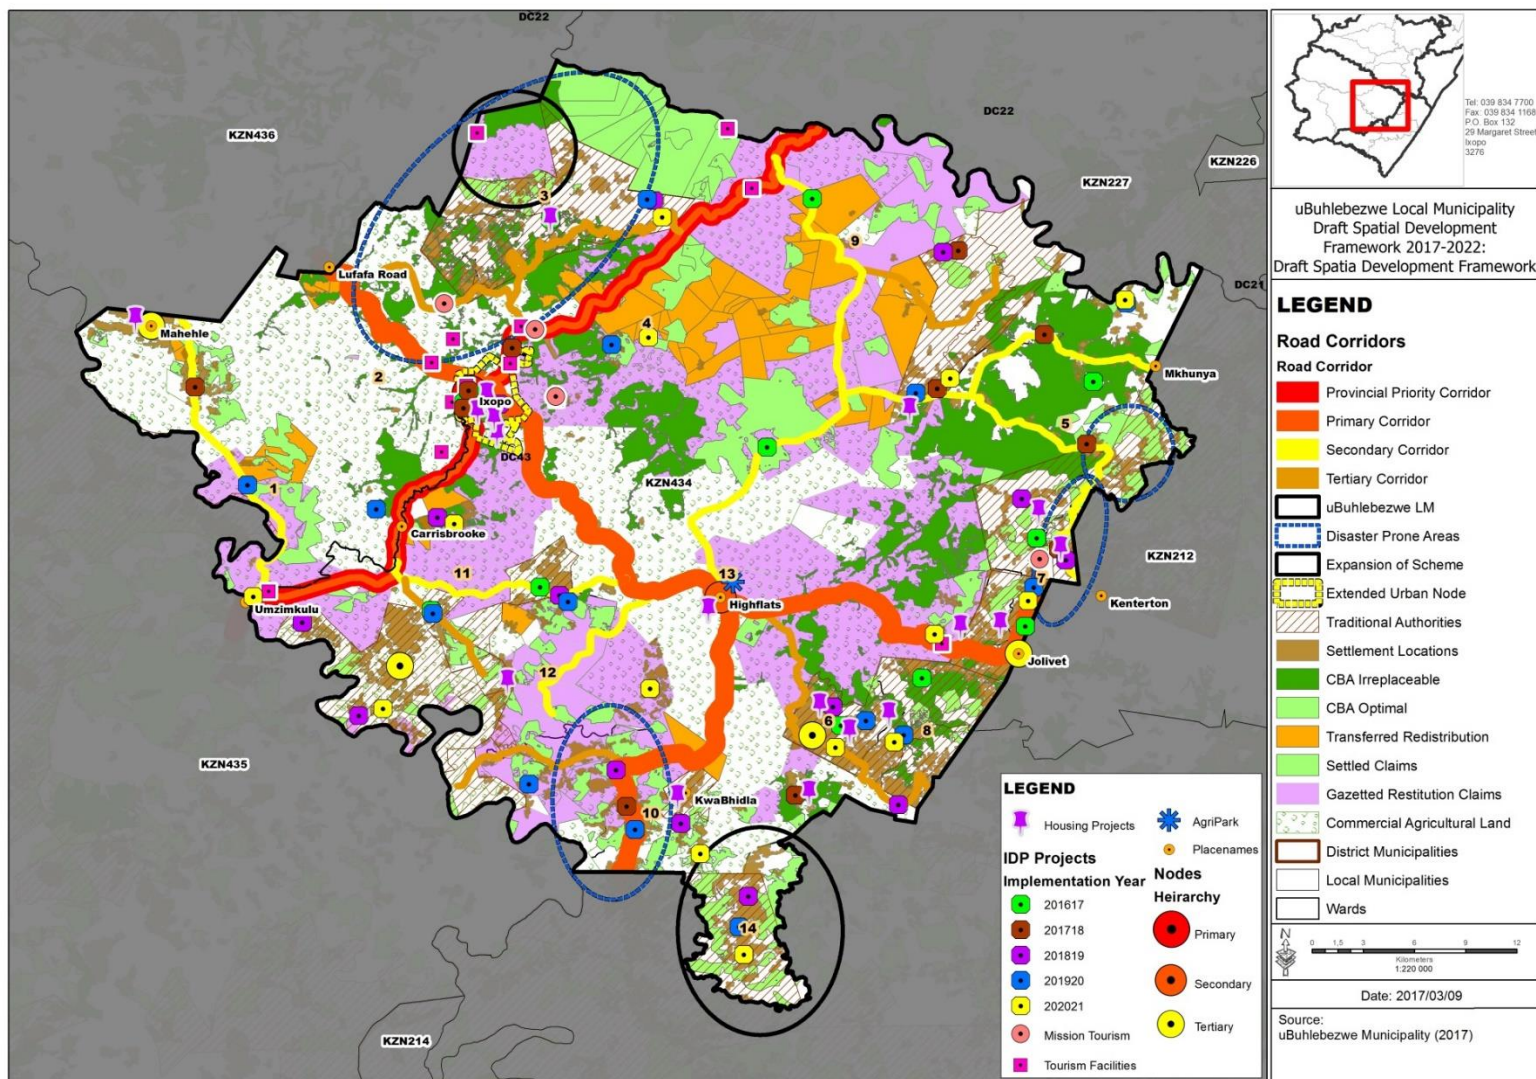 DC22
KZN436
DC22
KZN226
KZN227
DC21
3
9
Lufafa Road
Mahehle
4
2
Mkhunya
Ixopo
5
DC43
KZN434
1
Carrisbrooke
KZN212
11
13
7
Umzimkulu
Highflats
Kenterton
Jolivet
12
6
8
KZN435
KwaBhidla
10
14
KZN214
LEGEND
Housing Projects
AgriPark
Placenames
IDP Projects
Implementation Year
201617
201718
201819
201920
202021
Mission Tourism
Tourism Facilities
Nodes
Heirarchy
Primary
Secondary
Tertiary
Tel: 039 834 7700
Fax: 039 834 1168
P.O. Box 132
29 Margaret Street
Ixopo
3276
uBuhlebezwe Local Municipality
Draft Spatial Development
Framework 2017-2022:
Draft Spatia Development Framework
LEGEND
Road Corridors
Road Corridor
Provincial Priority Corridor
Primary Corridor
Secondary Corridor
Tertiary Corridor
uBuhlebezwe LM
Disaster Prone Areas
Expansion of Scheme
Extended Urban Node
Traditional Authorities
Settlement Locations
CBA Irreplaceable
CBA Optimal
Transferred Redistribution
Settled Claims
Gazetted Restitution Claims
Commercial Agricultural Land
District Municipalities
Local Municipalities
Wards
N
0 1,5 3 6 9 12
Kilometers
1:220 000
Date: 2017/03/09
Source:
uBuhlebezwe Municipality (2017)